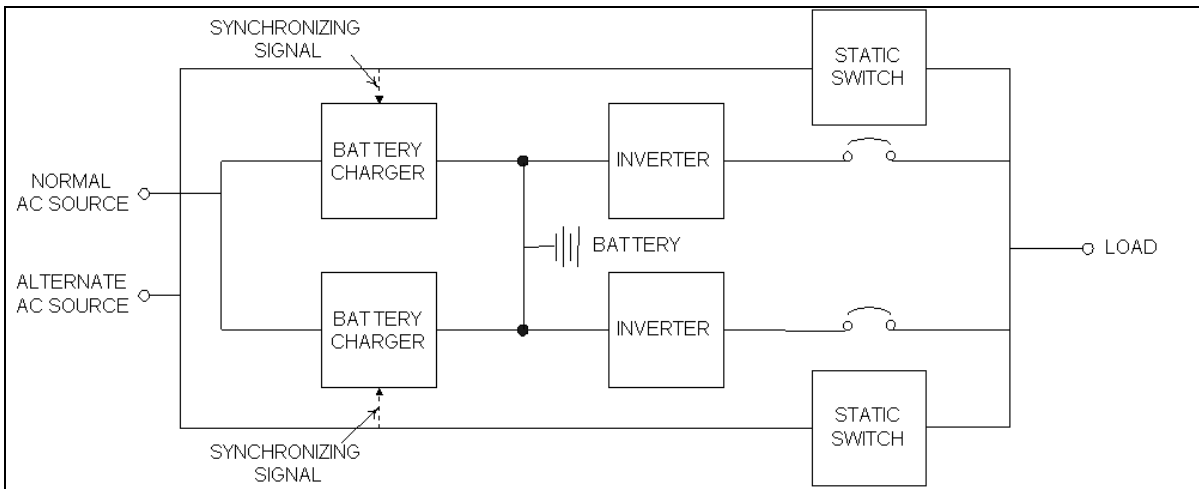 SYNCHRONIZING
SIGNAL
STATIC
SWITCH
BATTERY
CHARGER
INVERTER
NORMAL
AC SOURCE
BATTERY
LOAD
ALTERNATE
AC SOURCE
BATTERY
CHARGER
INVERTER
STATIC
SWITCH
SYNCHRONIZING
SIGNAL